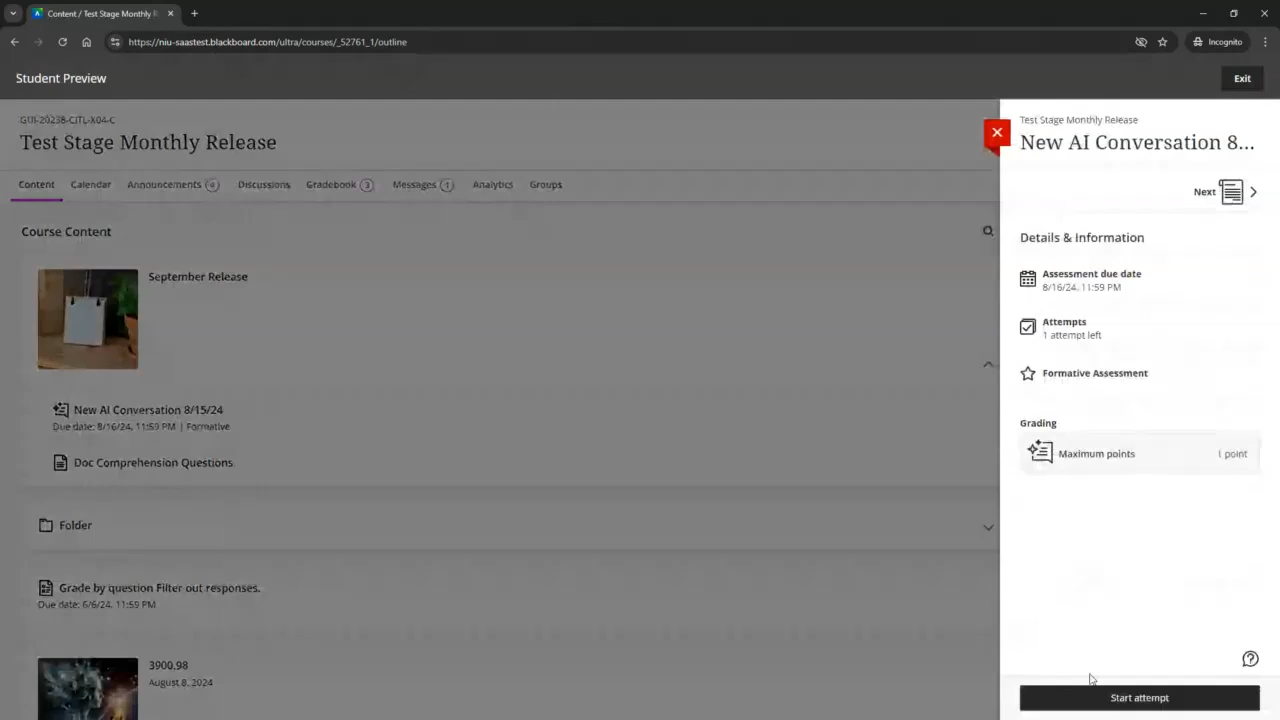 Content / Test Stage Monthly R
https://niu-saastest.blackboard.com/ultra/courses/_52761_1/outline
Incognito
Student Preview
Exit
GUI-20238-CITL-X04-C
Test Stage Monthly Release
Content
Calendar
Announcements
Discussions
Gradebook 3
Messages 1
Analytics
Groups
Course Content
September Release
New AI Conversation 8/15/24
Due date: 8/16/24, 11:59 PM | Formative
Doc Comprehension Questions.
Folder
Grade by question Filter out responses.
Due date: 6/6/24, 11:59 PM
3900.98
August 8, 2024
Test Stage Monthly Release
New AI Conversation 8...
Next
Details & Information
Assessment due date
8/16/24, 11:59 PM
Attempts
1 attempt left
Formative Assessment
Grading
Maximum points
1 point
Start attempt